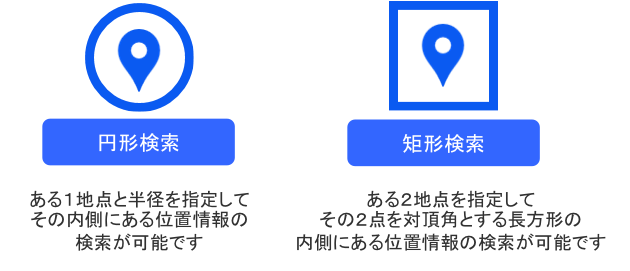 円形検索
ある１地点と半径を指定して
その内側にある位置情報の
検索が可能です
矩形検索
ある２地点を指定して
その２点を対頂角とする長方形の
内側にある位置情報の検索が可能です